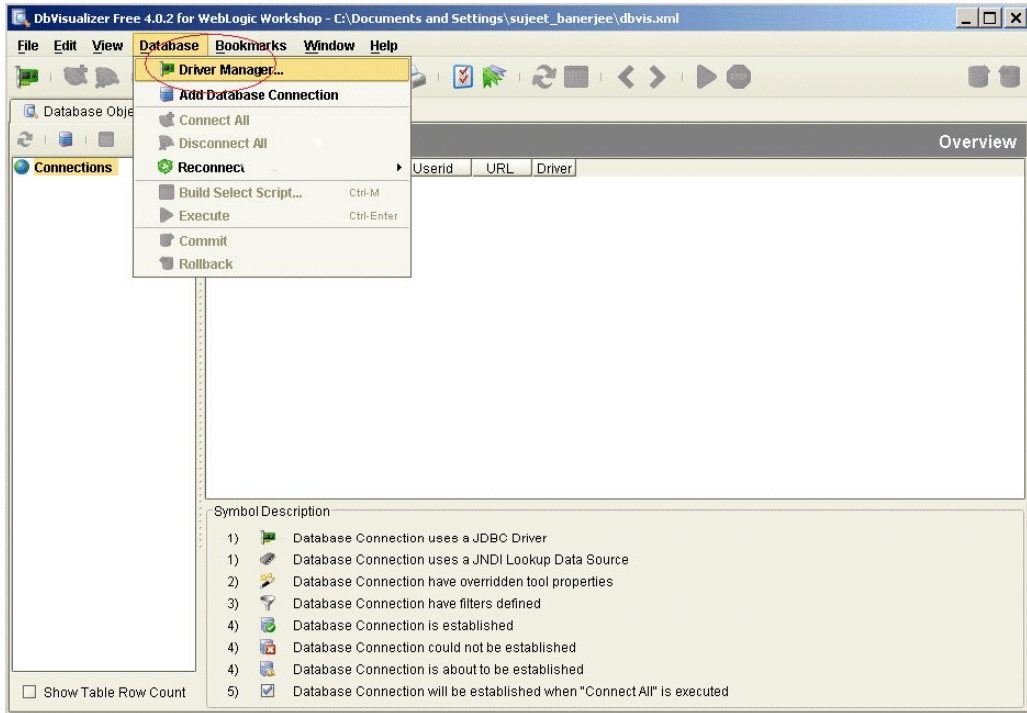 DbVisualizer Free 4.0.2 for WebLogic Workshop - C:\Documents and Settings\sujeet_banerjee\dbvis.xml
File Edit View Database Bookmarks Window Help
Driver Manager...
Add Database Connection
Connect All
Disconnect All
Reconnect
Build Select Script... Ctrl-M
Execute Ctrl-Enter
Commit
Rollback
STOP
Database Obje
Overview
Connections
Userid URL Driver
Symbol Description
1) Database Connection uses a JDBC Driver
1) Database Connection uses a JNDI Lookup Data Source
2) Database Connection have overridden tool properties
3) Database Connection have filters defined
4) Database Connection is established
4) Database Connection could not be established
4) Database Connection is about to be established
5) Database Connection will be established when "Connect All" is executed
Show Table Row Count